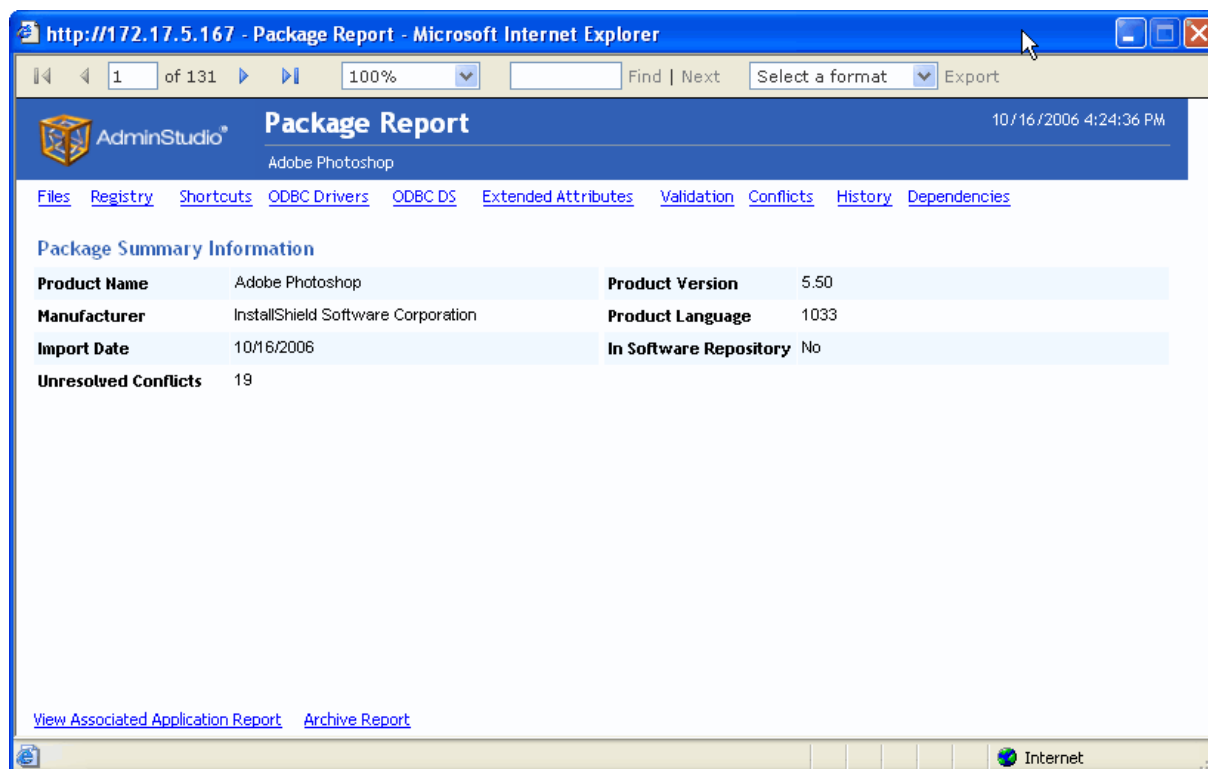 http://172.17.5.167 - Package Report - Microsoft Internet Explorer
1 of 131 100% Find | Next Select a format Export
AdminStudio® Package Report 10/16/2006 4:24:36 PM
Adobe Photoshop
Files Registry Shortcuts ODBC Drivers ODBC DS Extended Attributes Validation Conflicts History Dependencies
Package Summary Information
Product Name Adobe Photoshop Product Version 5.50
Manufacturer InstallShield Software Corporation Product Language 1033
Import Date 10/16/2006 In Software Repository No
Unresolved Conflicts 19
View Associated Application Report Archive Report
Internet